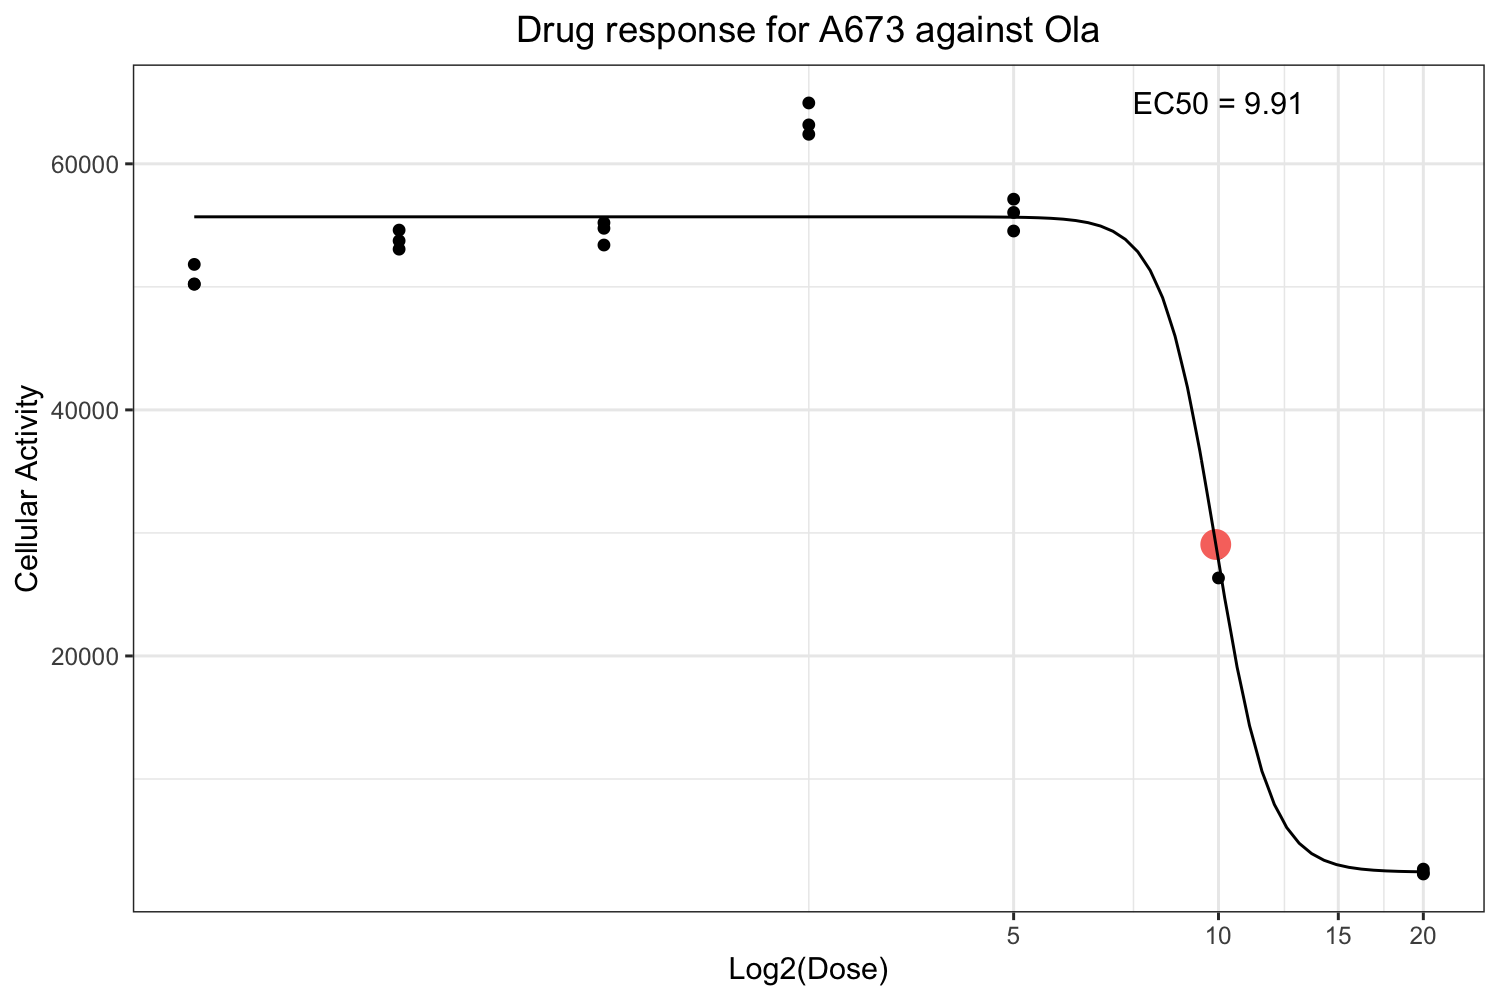 Drug response for A673 against Ola
EC50 = 9.91
60000
40000
20000
Cellular Activity
5 10 15 20
Log2(Dose)